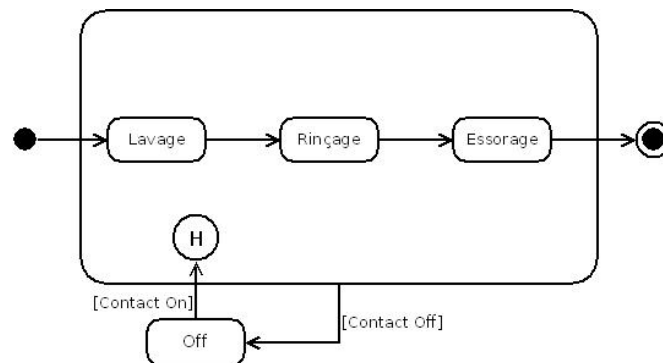 Lavage
Rinçage
Essorage
H
[Contact On]
[Contact Off]
Off